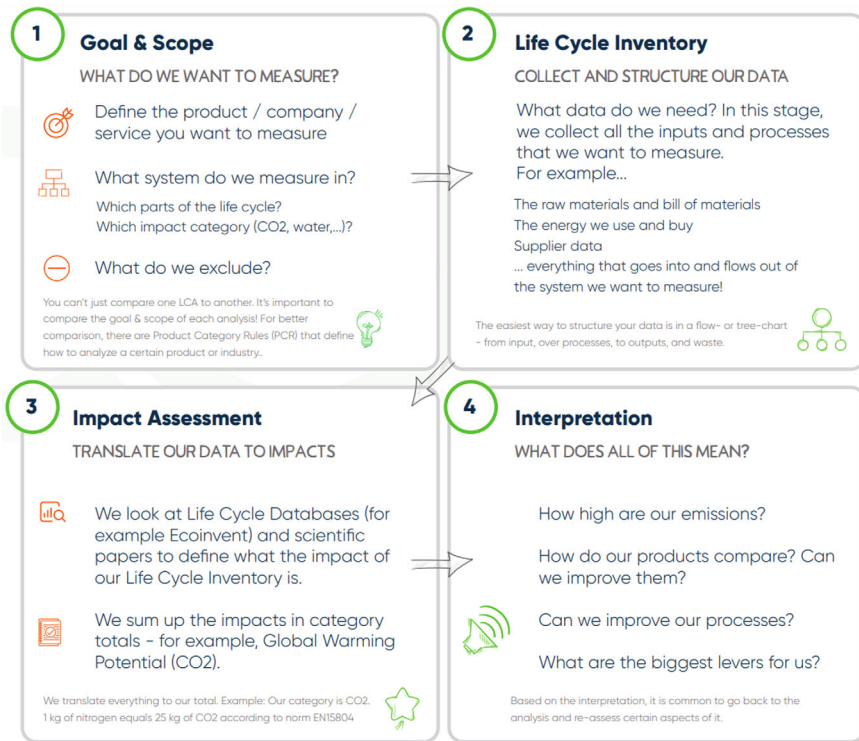 1
Goal & Scope
WHAT DO WE WANT TO MEASURE?
Define the product / company /
service you want to measure
What system do we measure in?
Which parts of the life cycle?
Which impact category (CO2, water,...)?
What do we exclude?
You can't just compare one LCA to another. It's important to
compare the goal & scope of each analysis! For better
comparison, there are Product Category Rules (PCR) that define
how to analyze a certain product or industry..
2
Life Cycle Inventory
COLLECT AND STRUCTURE OUR DATA
What data do we need? In this stage,
we collect all the inputs and processes
that we want to measure.
For example...
The raw materials and bill of materials
The energy we use and buy
Supplier data
... everything that goes into and flows out of
the system we want to measure!
The easiest way to structure your data is in a flow- or tree-chart
- from input, over processes, to outputs, and waste.
3
Impact Assessment
TRANSLATE OUR DATA TO IMPACTS
We look at Life Cycle Databases (for
example Ecoinvent) and scientific
papers to define what the impact of
our Life Cycle Inventory is.
We sum up the impacts in category
totals - for example, Global Warming
Potential (CO2).
We translate everything to our total. Example: Our category is CO2.
1 kg of nitrogen equals 25 kg of CO2 according to norm EN15804
4
Interpretation
WHAT DOES ALL OF THIS MEAN?
How high are our emissions?
How do our products compare? Can
we improve them?
Can we improve our processes?
What are the biggest levers for us?
Based on the interpretation, it is common to go back to the
analysis and re-assess certain aspects of it.